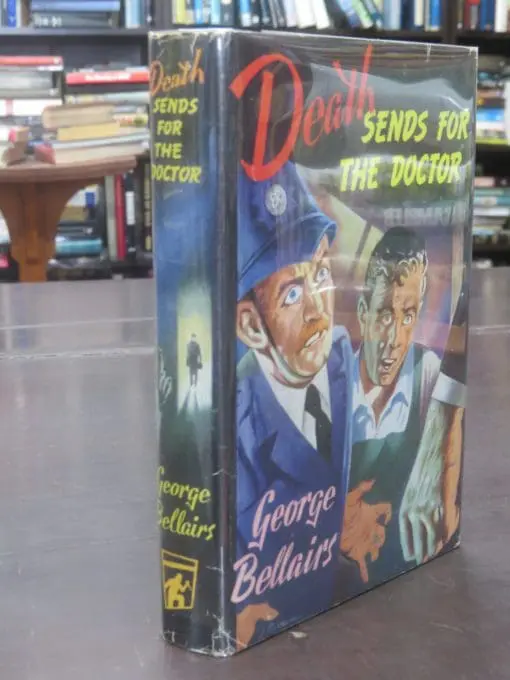 Death
SENDS
FOR
THE
DOCTOR
George
Bellairs
Death
SENDS FOR
THE DOCTOR
George
Bellairs